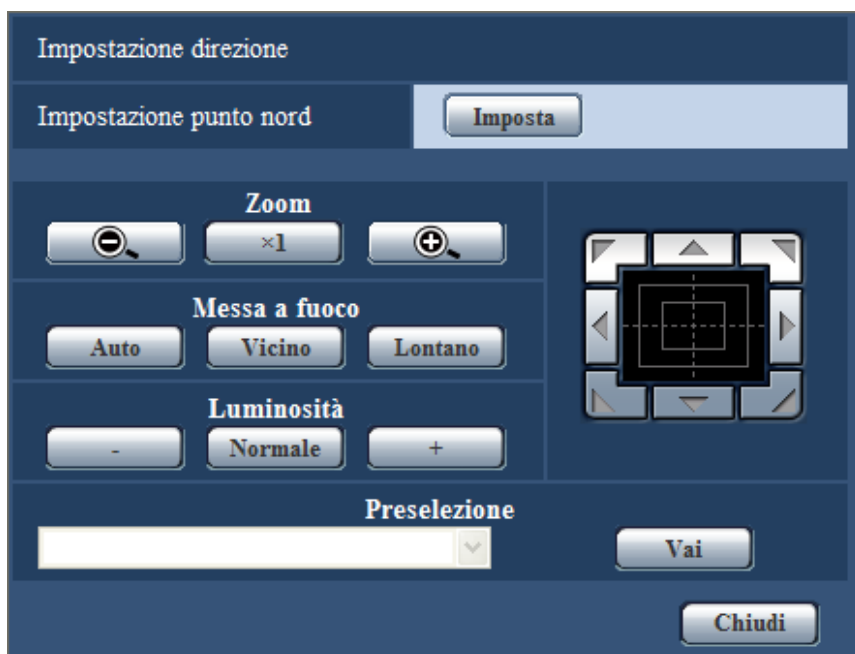 Impostazione direzione
Impostazione punto nord Imposta
Zoom
×1
Messa a fuoco
Auto Vicino Lontano
Luminosità
- Normale +
Preselezione
Vai
Chiudi